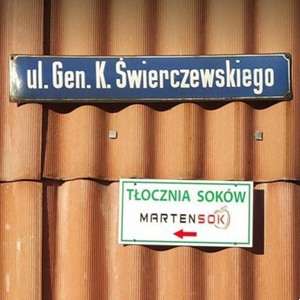 ul. Gen. K. Świerczewskiego
TŁOCZNIA SOKÓW
MARTENSOK